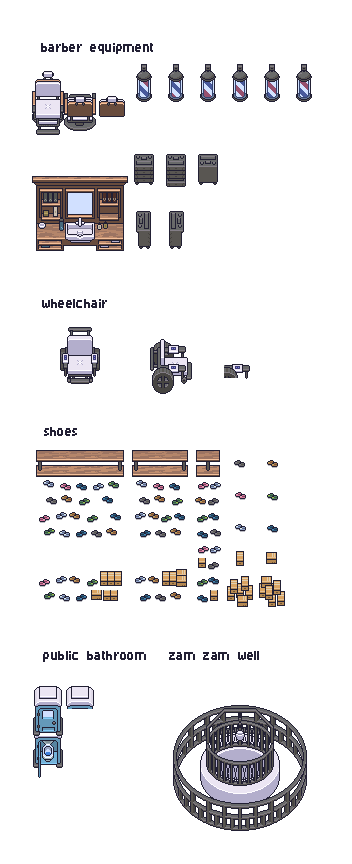 barber equipment
wheelchair
shoes
public bathroom
zam zam well